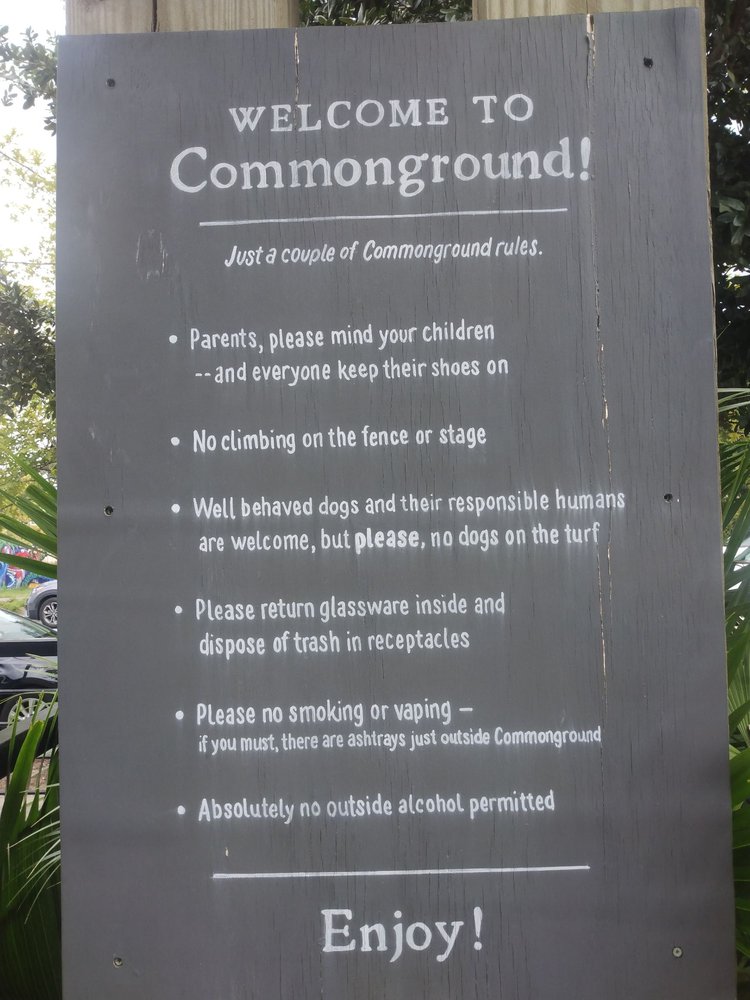 WELCOME TO
Commonground!
Just a couple of Commonground rules.
• Parents, please mind your children
--and everyone keep their shoes on
• No climbing on the fence or stage
• Well behaved dogs and their responsible humans
are welcome, but please, no dogs on the turf
• Please return glassware inside and
dispose of trash in receptacles
• Please no smoking or vaping –
if you must, there are ashtrays just outside Commonground
• Absolutely no outside alcohol permitted
Enjoy!